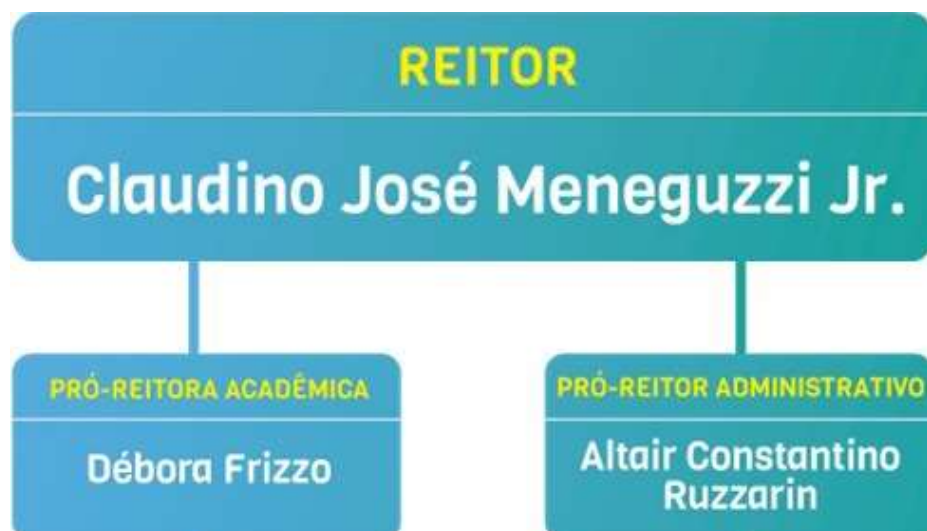 REITOR
Claudino José Meneguzzi Jr.
PRÓ-REITORA ACADÊMICA
Débora Frizzo
PRÓ-REITOR ADMINISTRATIVO
Altair Constantino
Ruzzarin